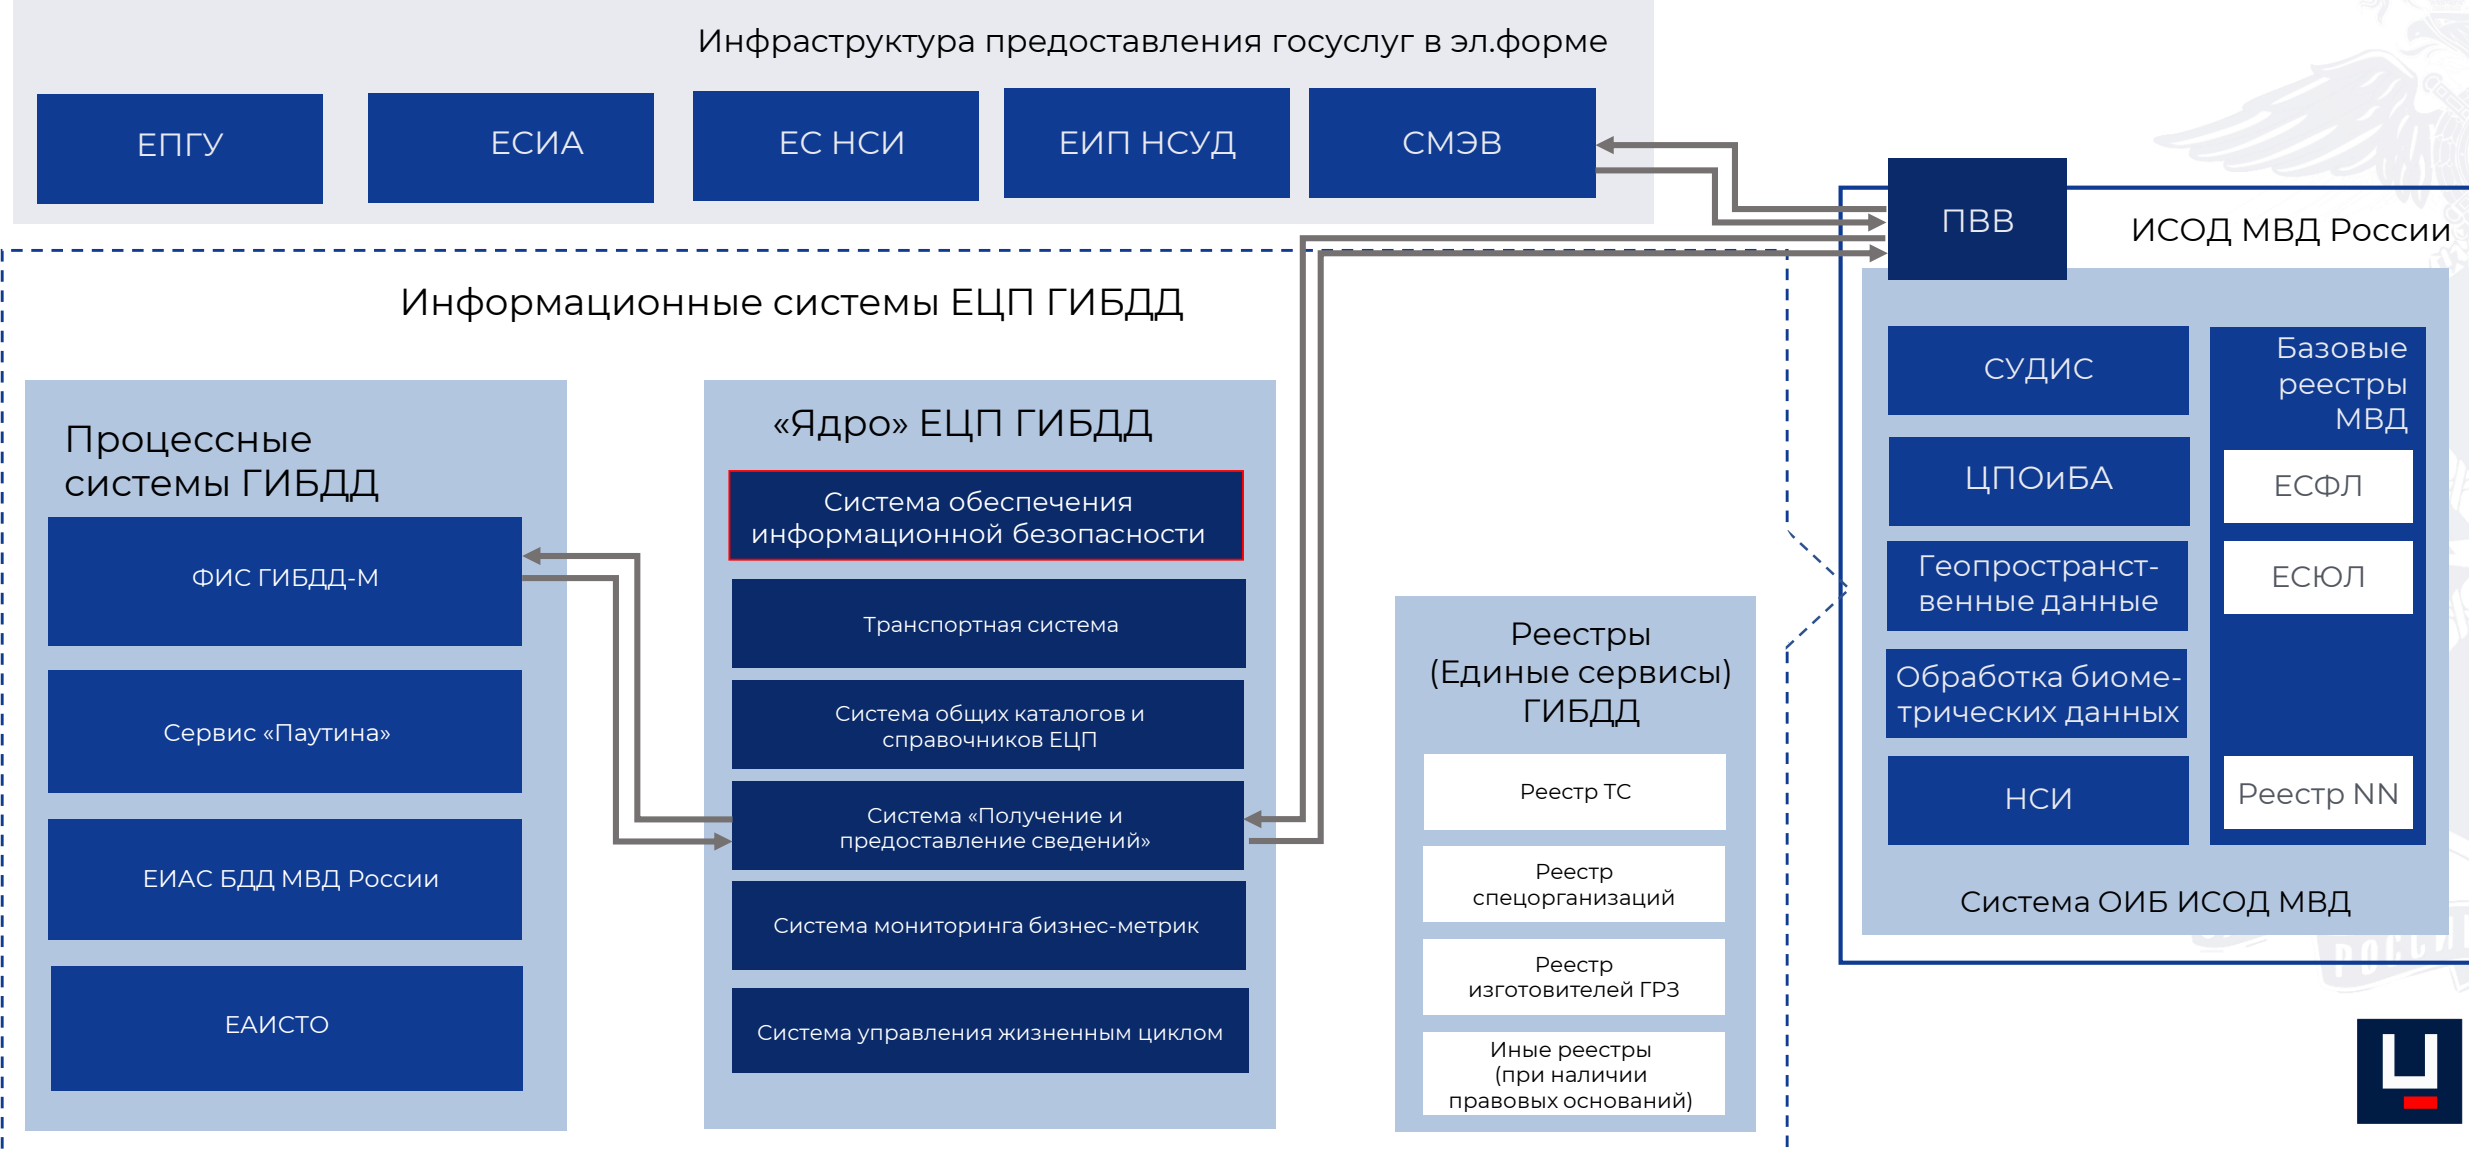 Инфраструктура предоставления госуслуг в эл.форме
ЕПГУ
ЕСИА
ЕС НСИ
ЕИП НСУД
СМЭВ
ПВВ
ИСОД МВД России
Информационные системы ЕЦП ГИБДД
Процессные
системы ГИБДД
ФИС ГИБДД-М
Сервис «Паутина»
ЕИАС БДД МВД России
ЕАИСТО
«Ядро» ЕЦП ГИБДД
Система обеспечения
информационной безопасности
Транспортная система
Система общих каталогов и
справочников ЕЦП
Система «Получение и
предоставление сведений»
Система мониторинга бизнес-метрик
Система управления жизненным циклом
Реестры
(Единые сервисы)
ГИБДД
Реестр ТС
Реестр
спецорганизаций
Реестр
изготовителей ГРЗ
Иные реестры
(при наличии
правовых оснований)
СУДИС
ЦПОиБА
Геопространст-
венные данные
Обработка биоме-
трических данных
НСИ
Базовые
реестры
МВД
ЕСФЛ
ЕСЮЛ
Реестр NN
Система ОИБ ИСОД МВД